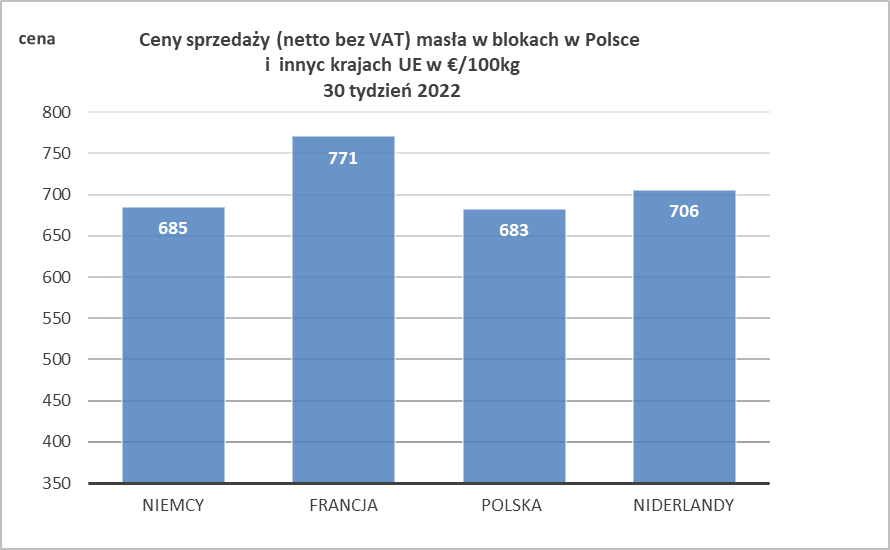 cena
Ceny sprzedaży (netto bez VAT) masła w blokach w Polsce
i innyc krajach UE w €/100kg
30 tydzień 2022
800
750
700
650
600
550
500
450
400
350
685
771
683
706
NIEMCY
FRANCJA
POLSKA
NIDERLANDY